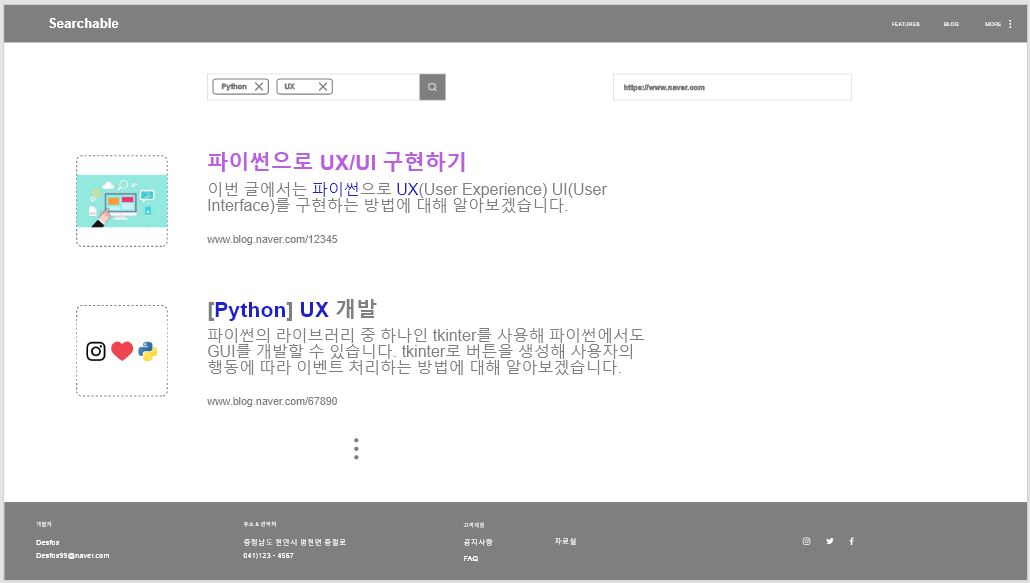 Searchable
FEATURES BLOG MORE
Python UX
https://www.naver.com
파이썬으로 UX/UI 구현하기
이번 글에서는 파이썬으로 UX(User Experience) UI(User
Interface)를 구현하는 방법에 대해 알아보겠습니다.
www.blog.naver.com/12345
[Python] UX 개발
파이썬의 라이브러리 중 하나인 tkinter를 사용해 파이썬에서도
GUI를 개발할 수 있습니다. tkinter로 버튼을 생성해 사용자의
행동에 따라 이벤트 처리하는 방법에 대해 알아보겠습니다.
www.blog.naver.com/67890
개발자
Desfox
Desfox99@naver.com
주소 & 연락처
충청남도 천안시 병천면 충절로
041)123 - 4567
고객지원
공지사항 자료실
FAQ